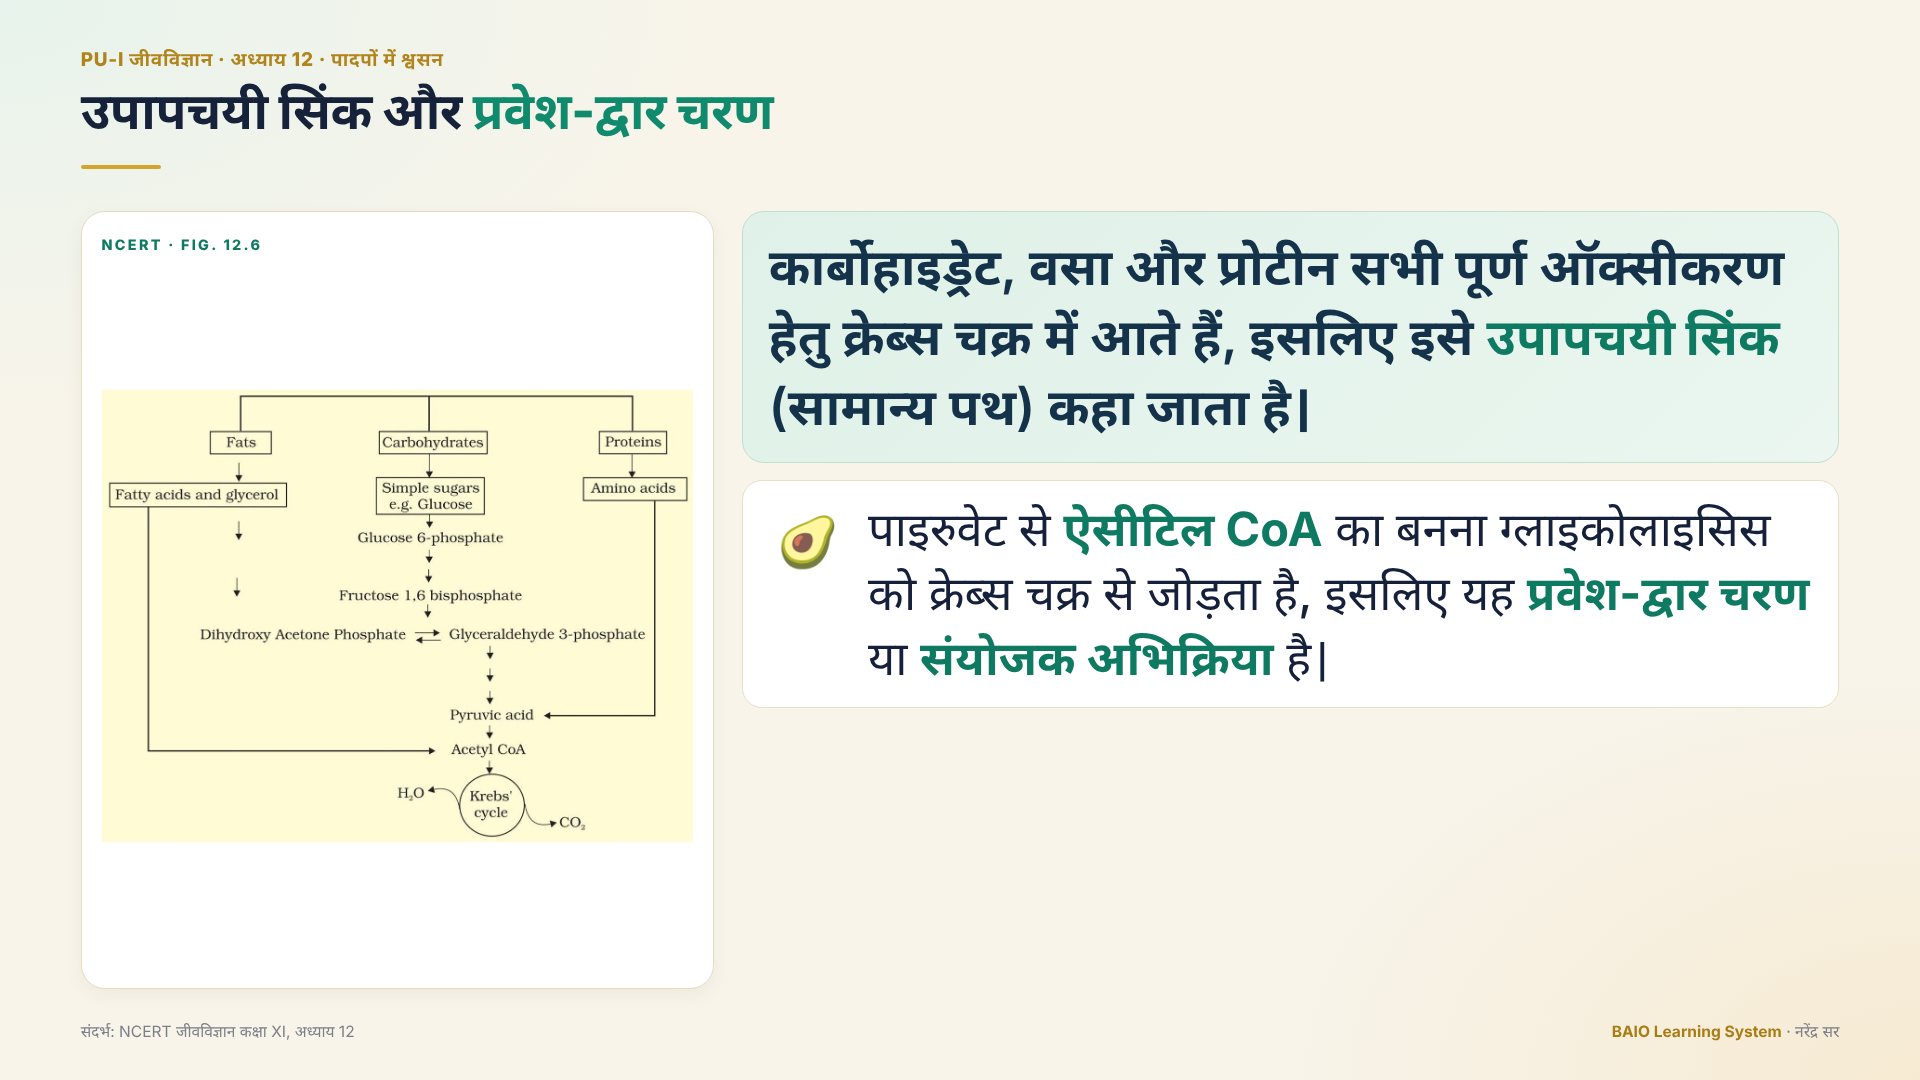 PU-I जीवविज्ञान · अध्याय 12 · पादपों में श्वसन
उपापचयी सिंक और प्रवेश-द्वार चरण
NCERT · FIG. 12.6
Fats
Carbohydrates
Proteins
Fatty acids and glycerol
Simple sugars
e.g. Glucose
Amino acids
Glucose 6-phosphate
Fructose 1,6 bisphosphate
Dihydroxy Acetone Phosphate
Glyceraldehyde 3-phosphate
Pyruvic acid
Acetyl CoA
H₂O
Krebs'
cycle
CO₂
कार्बोहाइड्रेट, वसा और प्रोटीन सभी पूर्ण ऑक्सीकरण
हेतु क्रेब्स चक्र में आते हैं, इसलिए इसे उपापचयी सिंक
(सामान्य पथ) कहा जाता है|
पाइरुवेट से ऐसीटिल CoA का बनना ग्लाइकोलाइसिस
को क्रेब्स चक्र से जोड़ता है, इसलिए यह प्रवेश-द्वार चरण
या संयोजक अभिक्रिया है|
संदर्भ: NCERT जीवविज्ञान कक्षा XI, अध्याय 12
BAIO Learning System · नरेंद्र सर